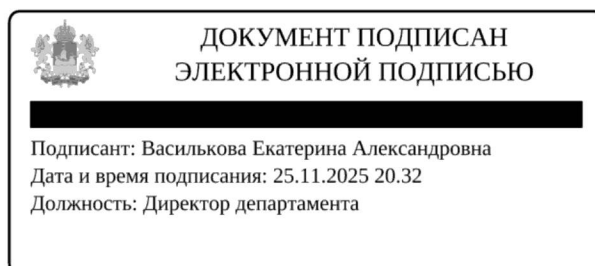 ДОКУМЕНТ ПОДПИСАН
ЭЛЕКТРОННОЙ ПОДПИСЬЮ
Подписант: Василькова Екатерина Александровна
Дата и время подписания: 25.11.2025 20.32
Должность: Директор департамента